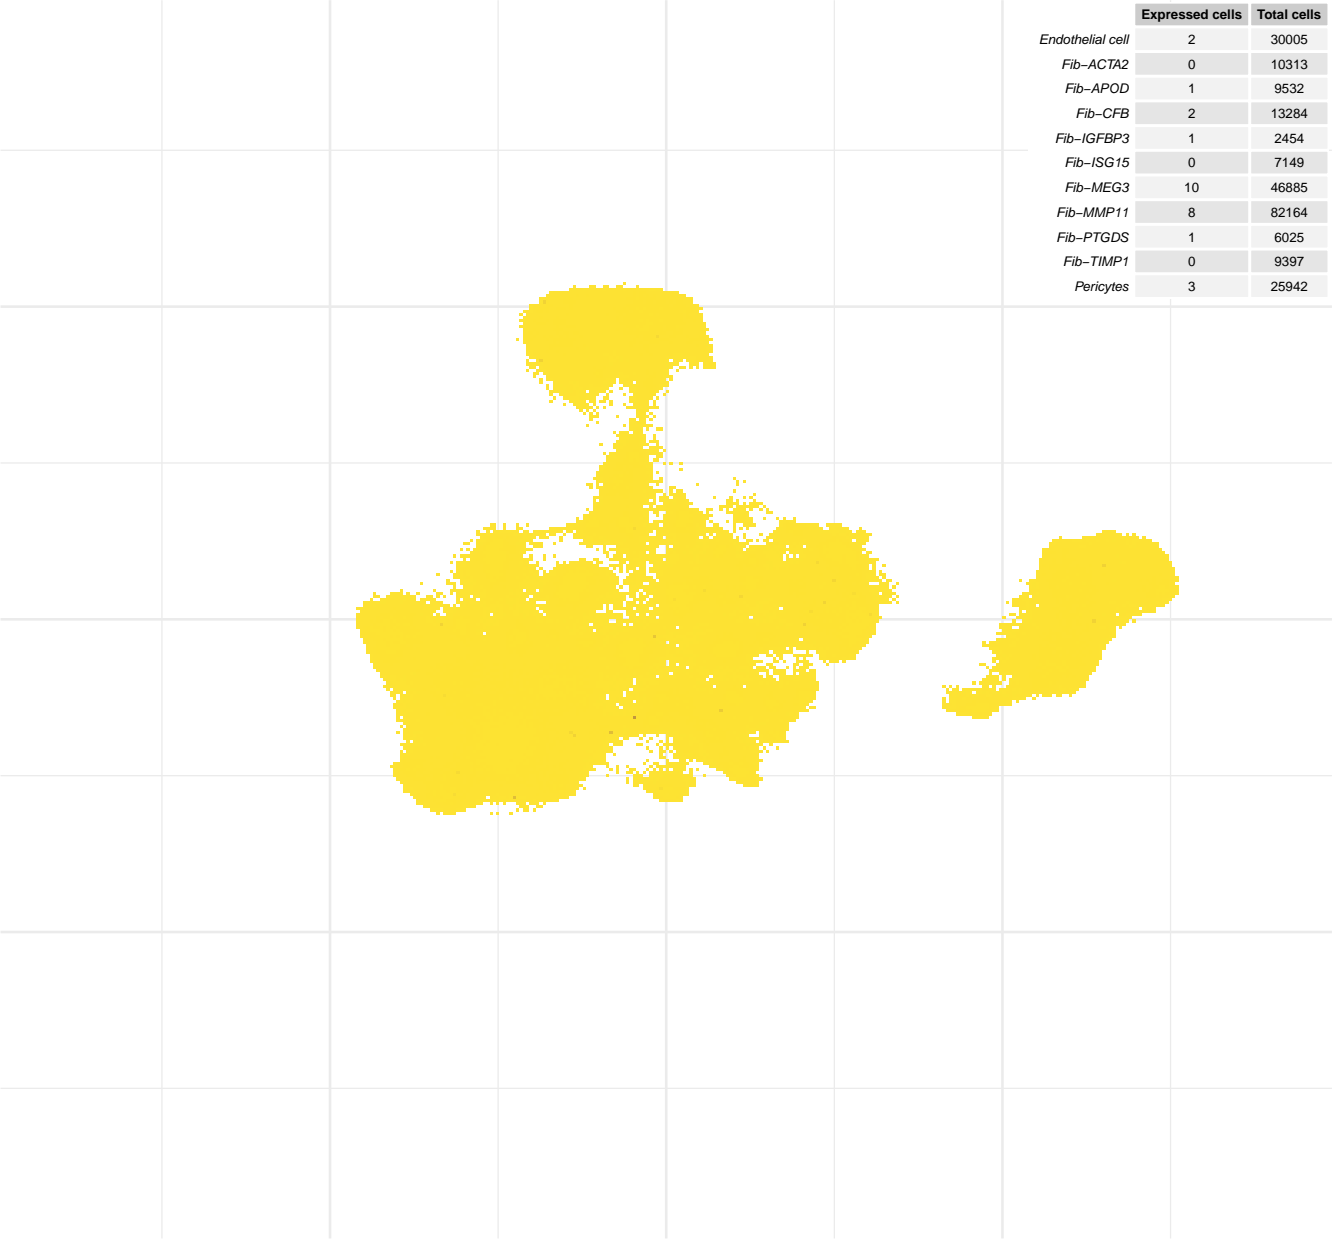 Expressed cells Total cells
Endothelial cell 2 30005
Fib−ACTA2 0 10313
Fib−APOD 1 9532
Fib−CFB 2 13284
Fib−IGFBP3 1 2454
Fib−ISG15 0 7149
Fib−MEG3 10 46885
Fib−MMP11 8 82164
Fib−PTGDS 1 6025
Fib−TIMP1 0 9397
Pericytes 3 25942